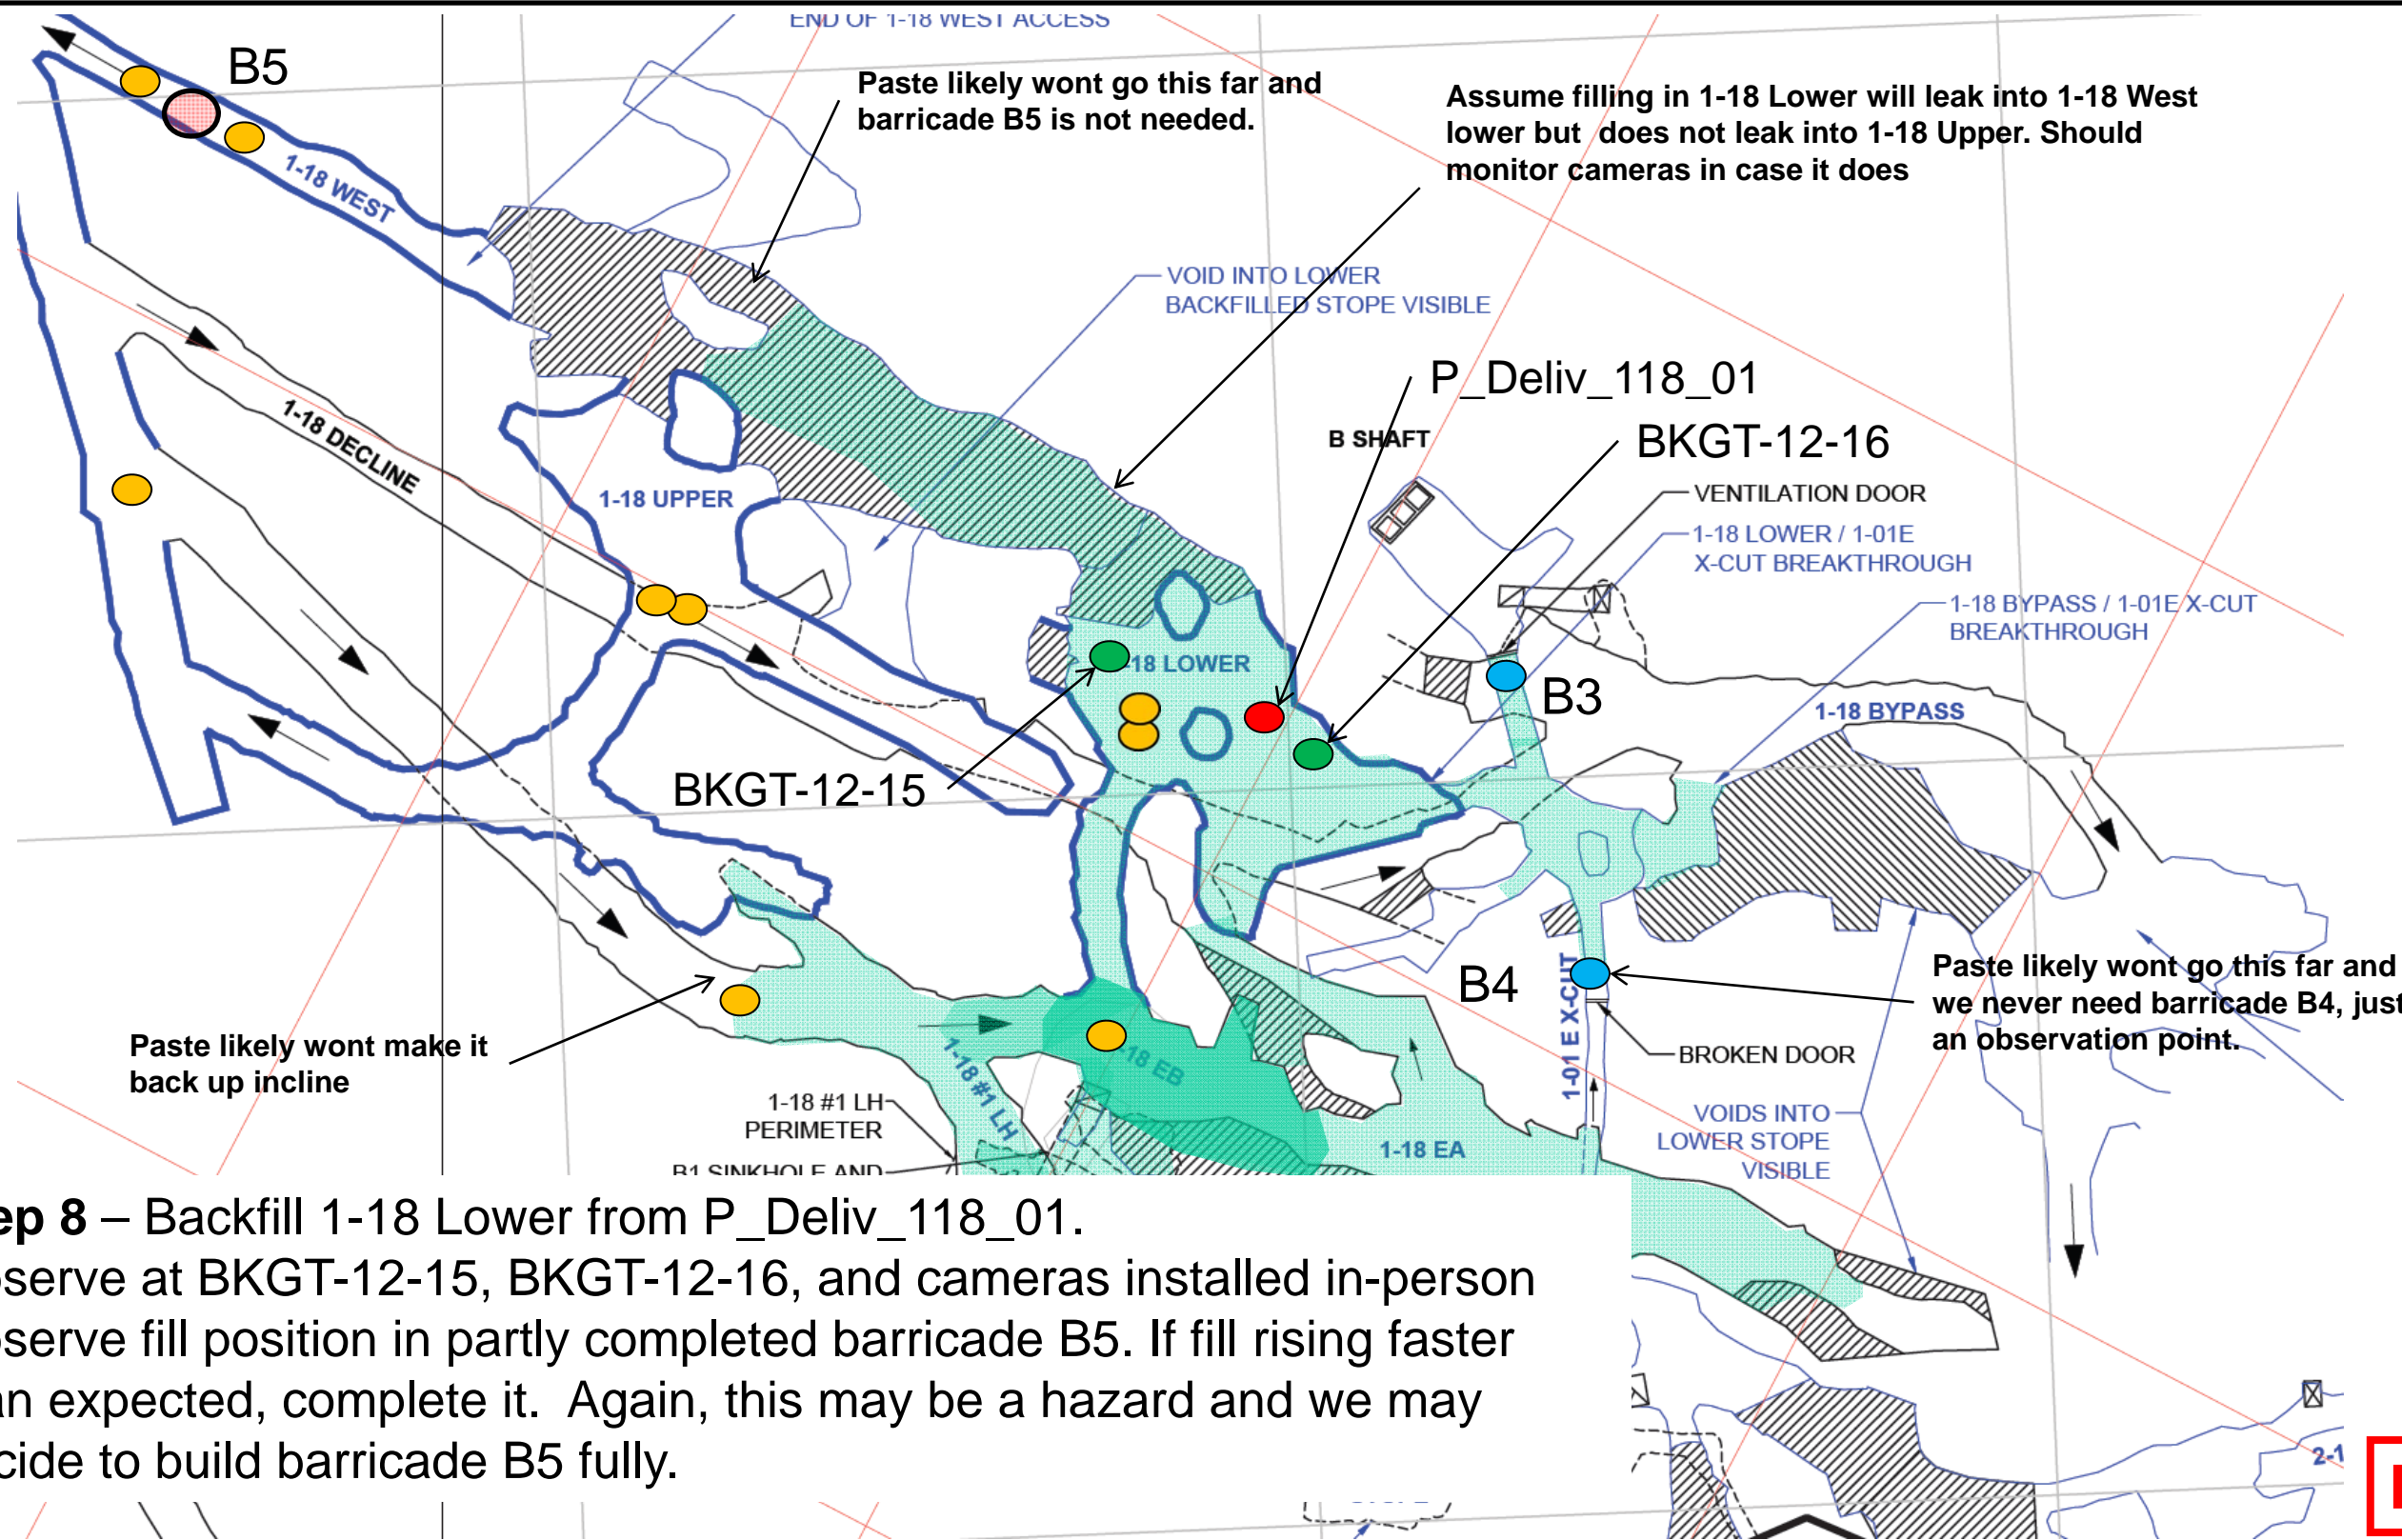 END OF 1-18 WEST ACCESS
B5
Paste likely wont go this far and
barricade B5 is not needed.
Assume filling in 1-18 Lower will leak into 1-18 West
lower but does not leak into 1-18 Upper. Should
monitor cameras in case it does
1-18 WEST
VOID INTO LOWER
BACKFILLED STOPE VISIBLE
P_Deliv_118_01
B SHAFT
BKGT-12-16
1-18 DECLINE
1-18 UPPER
VENTILATION DOOR
1-18 LOWER / 1-01E
X-CUT BREAKTHROUGH
1-18 BYPASS / 1-01E X-CUT
BREAKTHROUGH
18 LOWER
B3
1-18 BYPASS
BKGT-12-15
B4
1-01 E X-CUT
Paste likely wont go this far and
we never need barricade B4, just
an observation point.
Paste likely wont make it
back up incline
BROKEN DOOR
1-18 #1 LH
18 EB
1-18 #1 LH
PERIMETER
B1 SINKHOLE AND
1-18 EA
VOIDS INTO
LOWER STOPE
VISIBLE
ep 8 – Backfill 1-18 Lower from P_Deliv_118_01.
serve at BKGT-12-15, BKGT-12-16, and cameras installed in-person
serve fill position in partly completed barricade B5. If fill rising faster
an expected, complete it. Again, this may be a hazard and we may
cide to build barricade B5 fully.
2-1